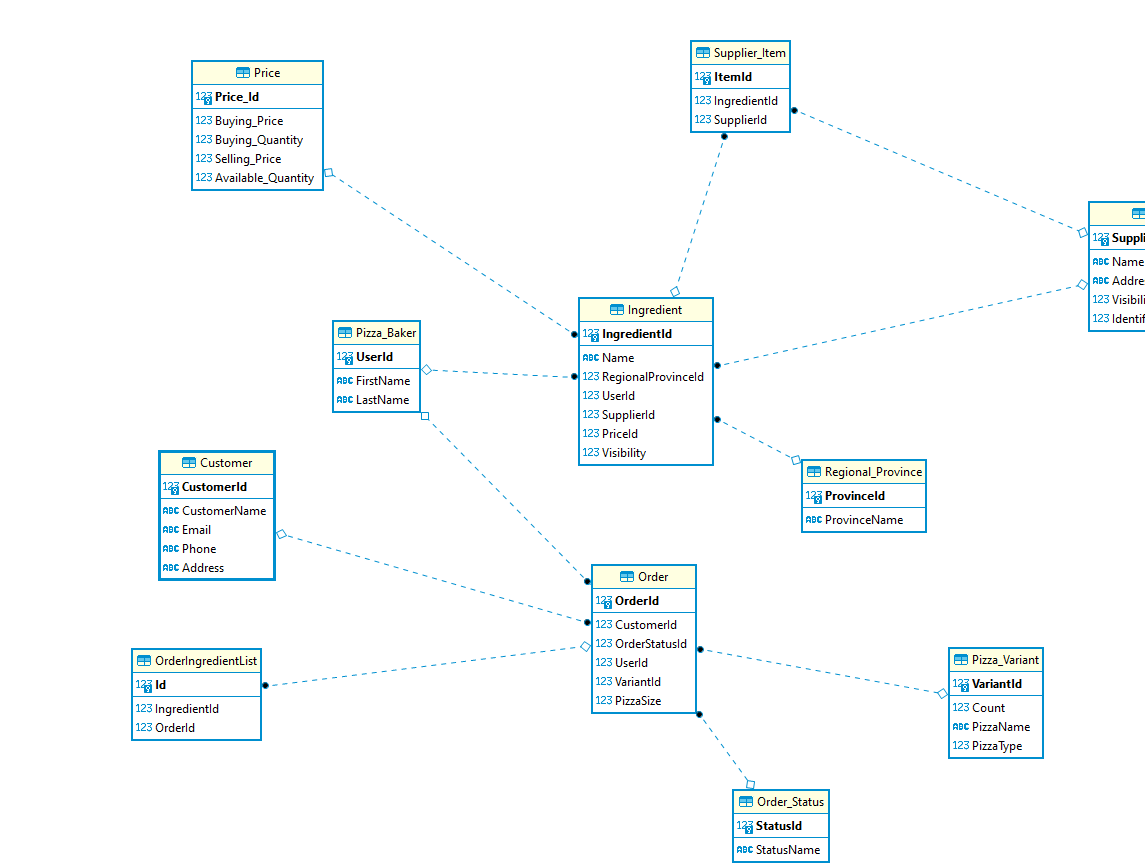 Price
123 Price_Id
123 Buying_Price
123 Buying_Quantity
123 Selling_Price
123 Available_Quantity
Supplier_Item
123 ItemId
123 IngredientId
123 SupplierId
123 Suppli
ABC Name
ABC Addre
123 Visibili
123 Identif
Ingredient
123 IngredientId
ABC Name
123 RegionalProvinceId
123 UserId
123 SupplierId
123 PriceId
123 Visibility
Pizza_Baker
123 UserId
ABC FirstName
ABC LastName
Customer
123 CustomerId
ABC CustomerName
ABC Email
ABC Phone
ABC Address
Regional_Province
123 ProvinceId
ABC ProvinceName
Order
123 OrderId
123 CustomerId
123 OrderStatusId
123 UserId
123 VariantId
123 PizzaSize
OrderIngredientList
123 Id
123 IngredientId
123 OrderId
Pizza_Variant
123 VariantId
123 Count
ABC PizzaName
123 PizzaType
Order_Status
123 StatusId
ABC StatusName